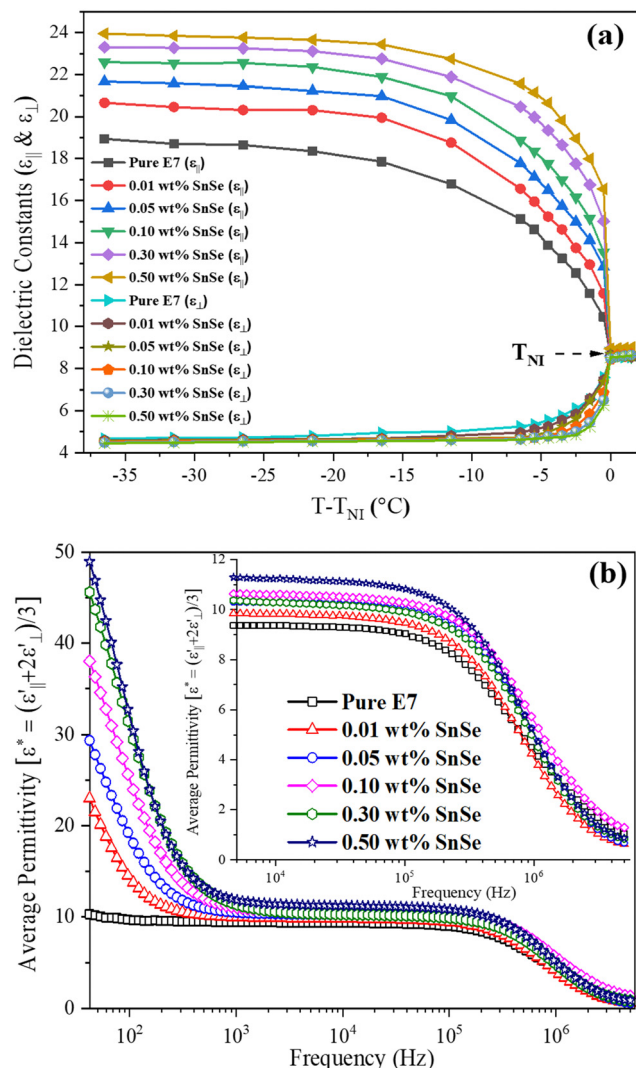 (a)
Dielectric Constants (ε∥ & ε⊥)
24
22
20
18
16
14
12
10
8
6
4
Pure E7 (ε∥)
0.01 wt% SnSe (ε∥)
0.05 wt% SnSe (ε∥)
0.10 wt% SnSe (ε∥)
0.30 wt% SnSe (ε∥)
0.50 wt% SnSe (ε∥)
Pure E7 (ε⊥)
0.01 wt% SnSe (ε⊥)
0.05 wt% SnSe (ε⊥)
0.10 wt% SnSe (ε⊥)
0.30 wt% SnSe (ε⊥)
0.50 wt% SnSe (ε⊥)
T_NI
-35 -30 -25 -20 -15 -10 -5 0
T-T_NI (°C)
(b)
Average Permittivity [ε* = (ε'∥+2ε'⊥)/3]
50
40
30
20
10
0
Average Permittivity [ε* = (ε'∥+2ε'⊥)/3]
12
10
8
6
4
2
0
10⁴ 10⁵ 10⁶
Frequency (Hz)
Pure E7
0.01 wt% SnSe
0.05 wt% SnSe
0.10 wt% SnSe
0.30 wt% SnSe
0.50 wt% SnSe
10² 10³ 10⁴ 10⁵ 10⁶
Frequency (Hz)